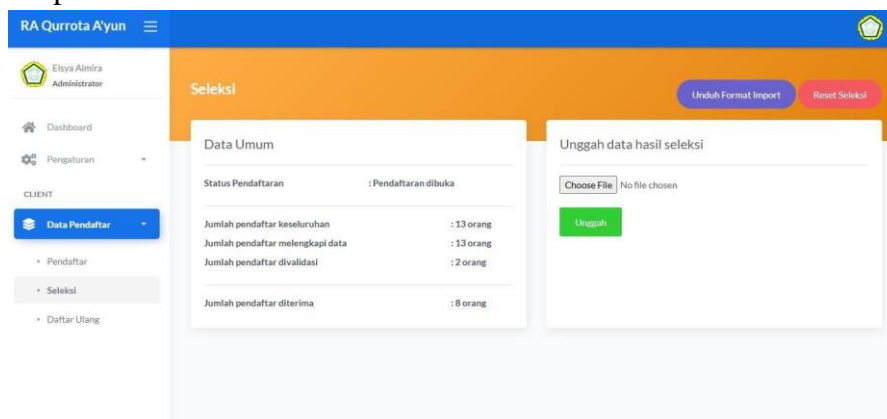 RA Qurrota A'yun
Elsya Almira
Administrator
Dashboard
Pengaturan
CLIENT
Data Pendaftar
Pendaftar
Seleksi
Daftar Ulang
Seleksi
Unduh Format Import
Reset Seleksi
Data Umum
Status Pendaftaran : Pendaftaran dibuka
Jumlah pendaftar keseluruhan : 13 orang
Jumlah pendaftar melengkapi data : 13 orang
Jumlah pendaftar divalidasi : 2 orang
Jumlah pendaftar diterima : 8 orang
Unggah data hasil seleksi
Choose File No file chosen
Unggah